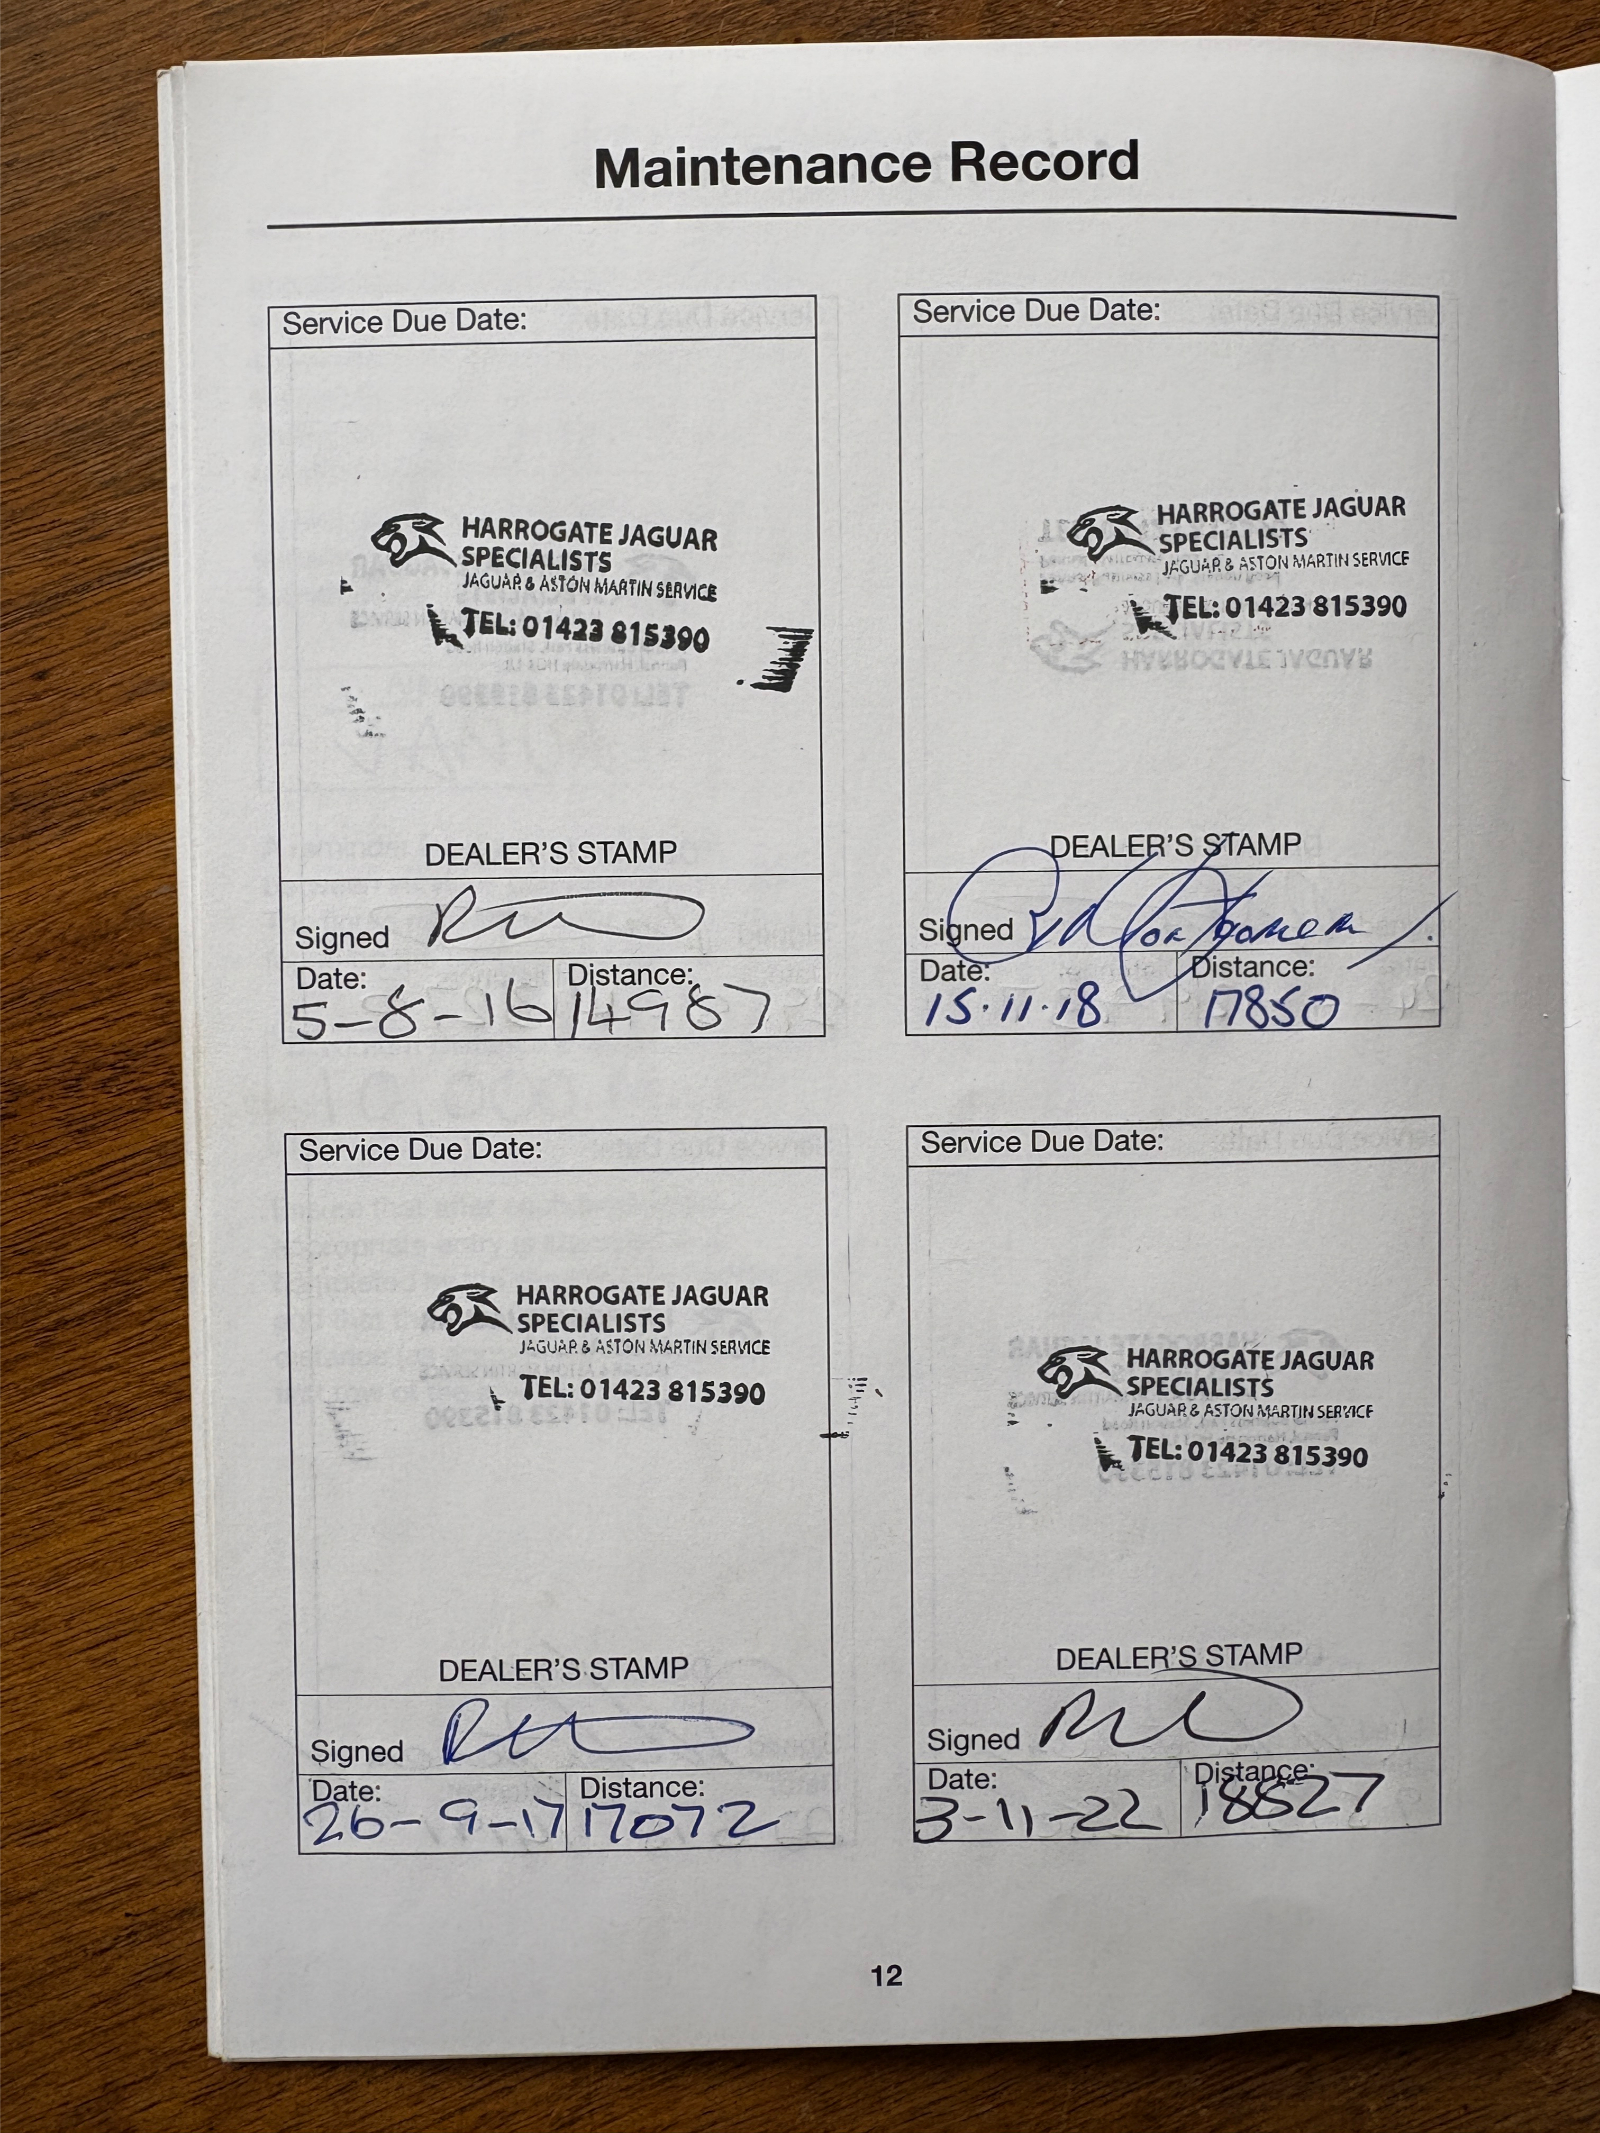 Maintenance Record
Service Due Date:
HARROGATE JAGUAR
SPECIALISTS
JAGUAR & ASTON MARTIN SERVICE
TEL: 01423 815390
DEALER'S STAMP
Signed
Date:
Distance:
5-8-16
14987
Service Due Date:
HARROGATE JAGUAR
SPECIALISTS
JAGUAR & ASTON MARTIN SERVICE
TEL: 01423 815390
DEALER'S STAMP
Signed
Date:
Distance:
15.11.18
17850
Service Due Date:
HARROGATE JAGUAR
SPECIALISTS
JAGUAR & ASTON MARTIN SERVICE
TEL: 01423 815390
DEALER'S STAMP
Signed
Date:
Distance:
26-9-17
17072
Service Due Date:
HARROGATE JAGUAR
SPECIALISTS
JAGUAR & ASTON MARTIN SERVICE
TEL: 01423 815390
DEALER'S STAMP
Signed
Date:
Distance:
3-11-22
18827
12